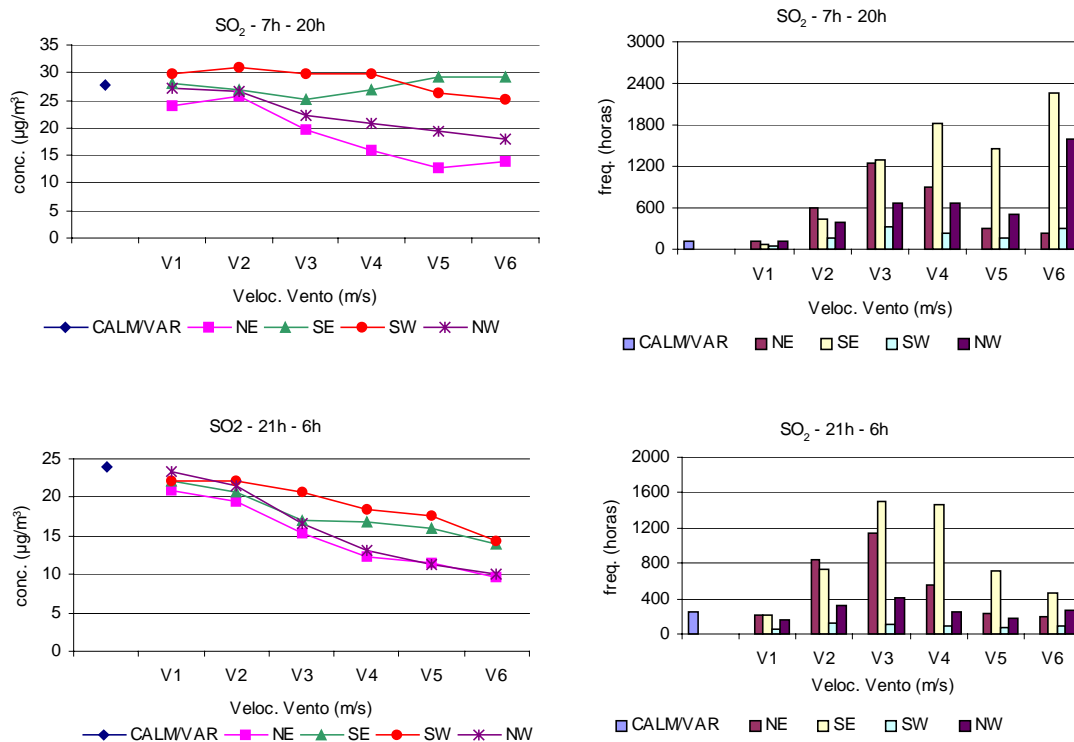 SO₂ - 7h - 20h
35
30
25
20
15
10
5
0
conc. (µg/m³)
V1 V2 V3 V4 V5 V6
Veloc. Vento (m/s)
CALM/VAR NE SE SW NW
SO₂ - 7h - 20h
3000
2400
1800
1200
600
0
freq. (horas)
V1 V2 V3 V4 V5 V6
Veloc. Vento (m/s)
CALM/VAR NE SE SW NW
SO2 - 21h - 6h
25
20
15
10
5
0
conc. (µg/m³)
V1 V2 V3 V4 V5 V6
Veloc. Vento (m/s)
CALM/VAR NE SE SW NW
SO₂ - 21h - 6h
2000
1600
1200
800
400
0
freq. (horas)
V1 V2 V3 V4 V5 V6
Veloc. Vento (m/s)
CALM/VAR NE SE SW NW